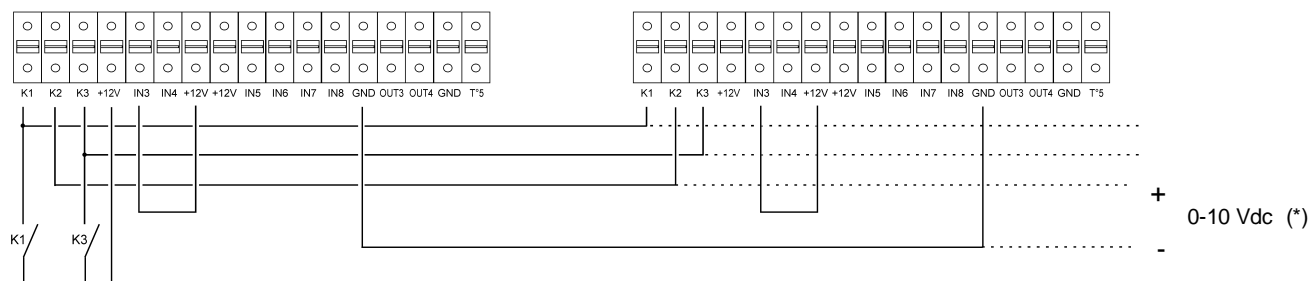 K1 K2 K3 +12V IN3 IN4 +12V +12V IN5 IN6 IN7 IN8 GND OUT3 OUT4 GND T°5 K1 K2 K3 +12V IN3 IN4 +12V +12V IN5 IN6 IN7 IN8 GND OUT3 OUT4 GND T°5
+
0-10 Vdc (*)
K1 K3
-